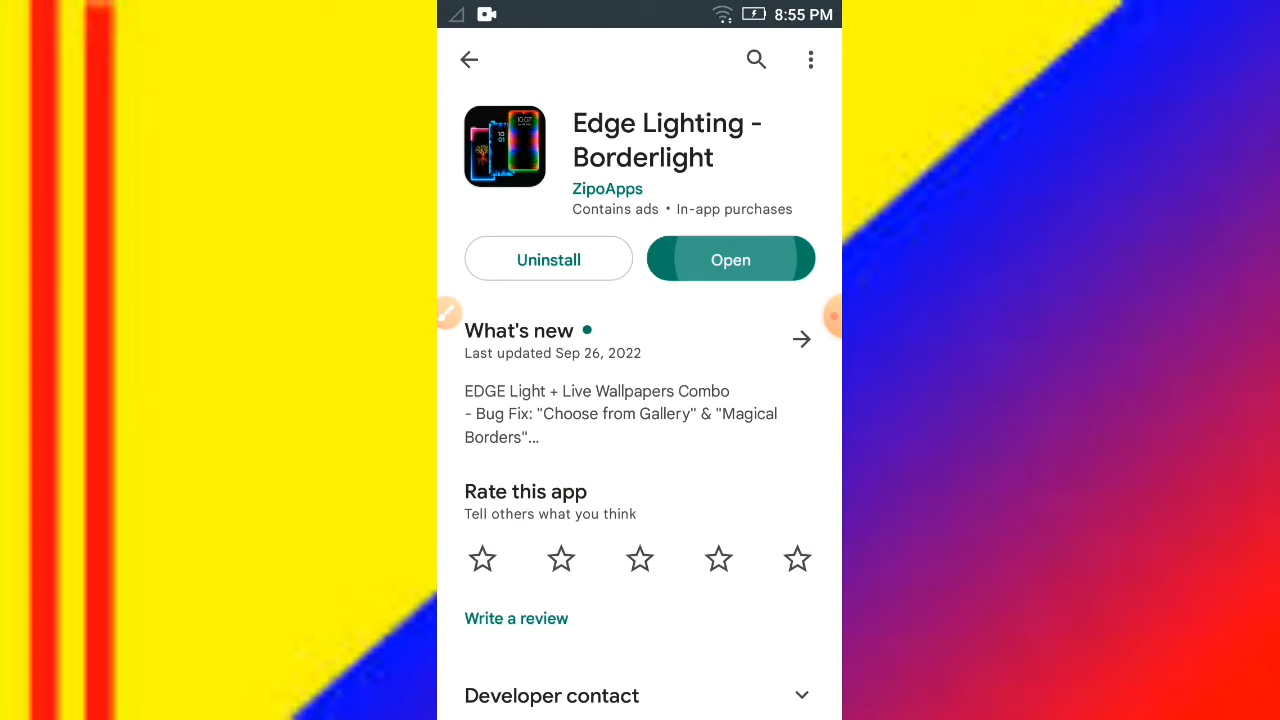 8:55 PM
Edge Lighting -
Borderlight
ZipoApps
Contains ads • In-app purchases
Uninstall
Open
What's new
Last updated Sep 26, 2022
EDGE Light + Live Wallpapers Combo
- Bug Fix: "Choose from Gallery" & "Magical
Borders"...
Rate this app
Tell others what you think
Write a review
Developer contact